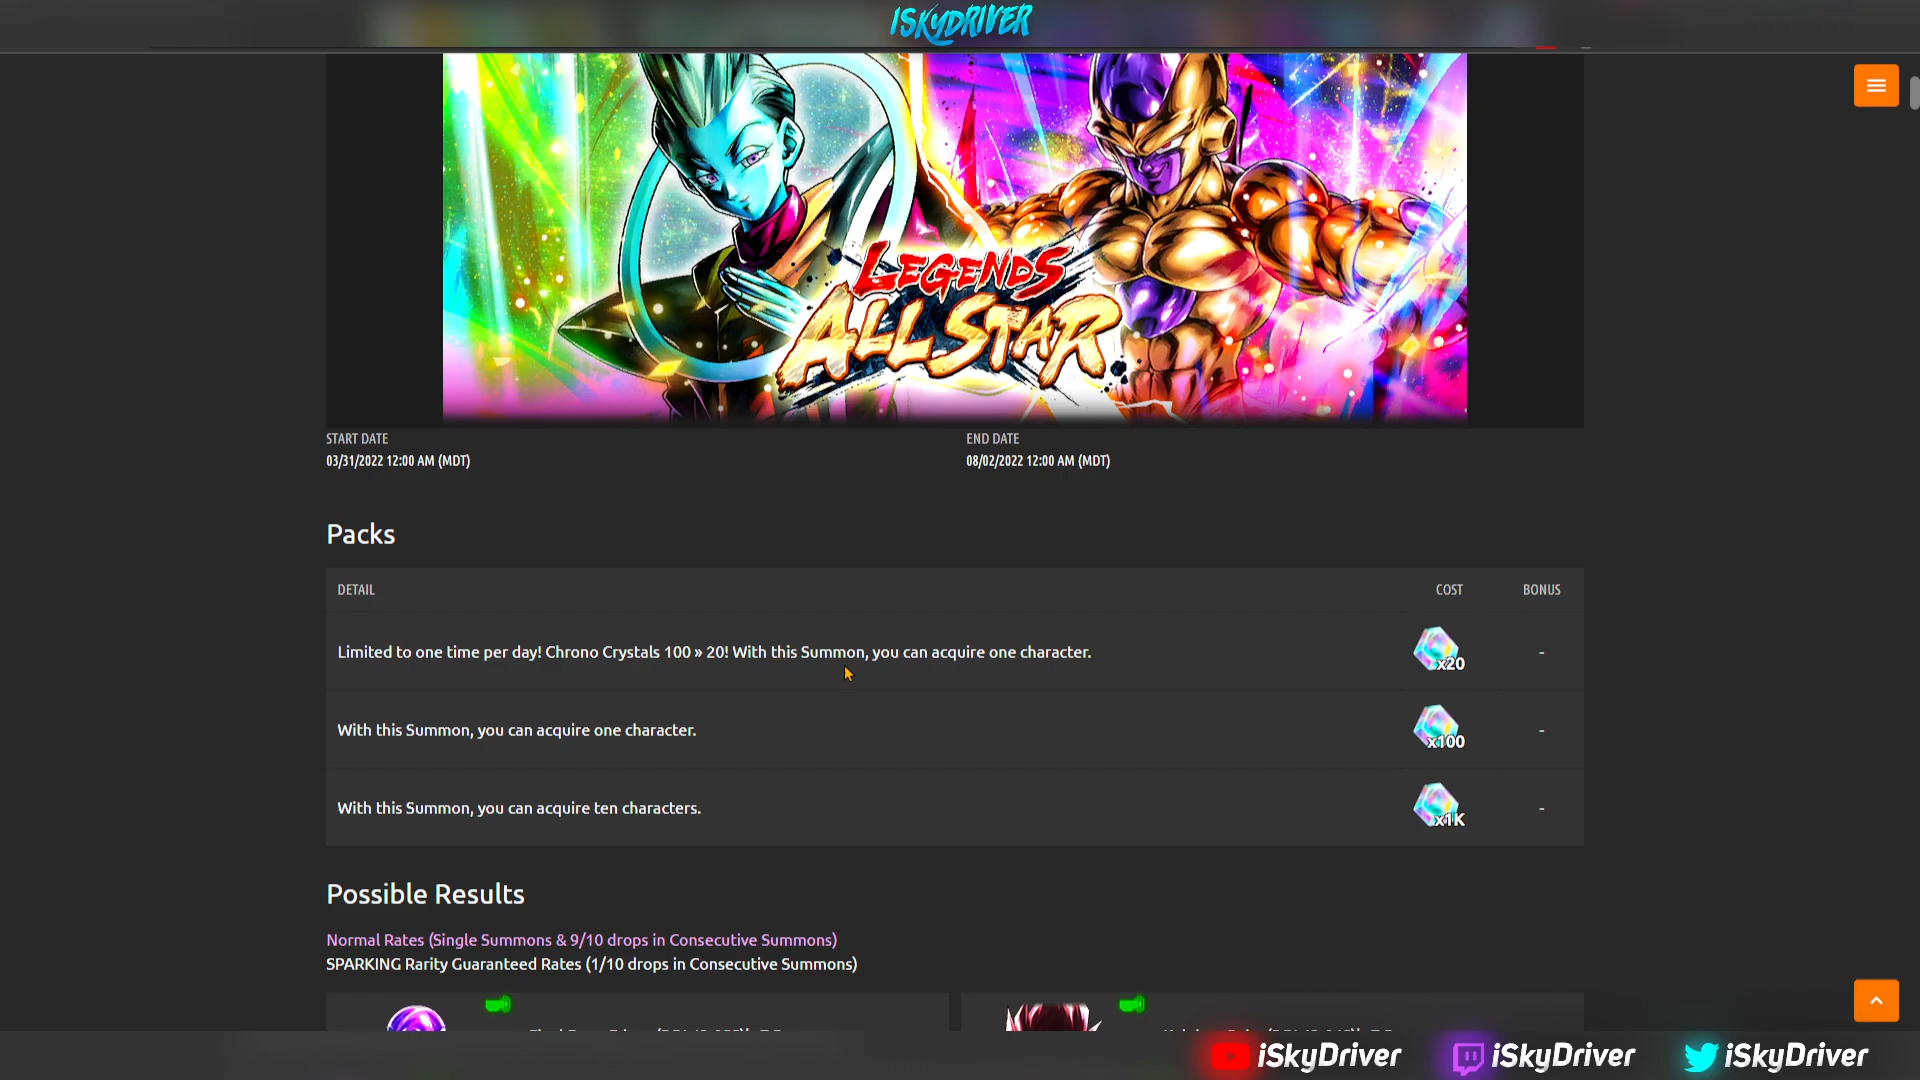 iSkyDriver
LEGENDS
ALL STAR
START DATE
03/31/2022 12:00 AM (MDT)
END DATE
08/02/2022 12:00 AM (MDT)
Packs
DETAIL
COST
BONUS
Limited to one time per day! Chrono Crystals 100 » 20! With this Summon, you can acquire one character.
x20
-
With this Summon, you can acquire one character.
x100
-
With this Summon, you can acquire ten characters.
x1K
-
Possible Results
Normal Rates (Single Summons & 9/10 drops in Consecutive Summons)
SPARKING Rarity Guaranteed Rates (1/10 drops in Consecutive Summons)
iSkyDriver
iSkyDriver
iSkyDriver